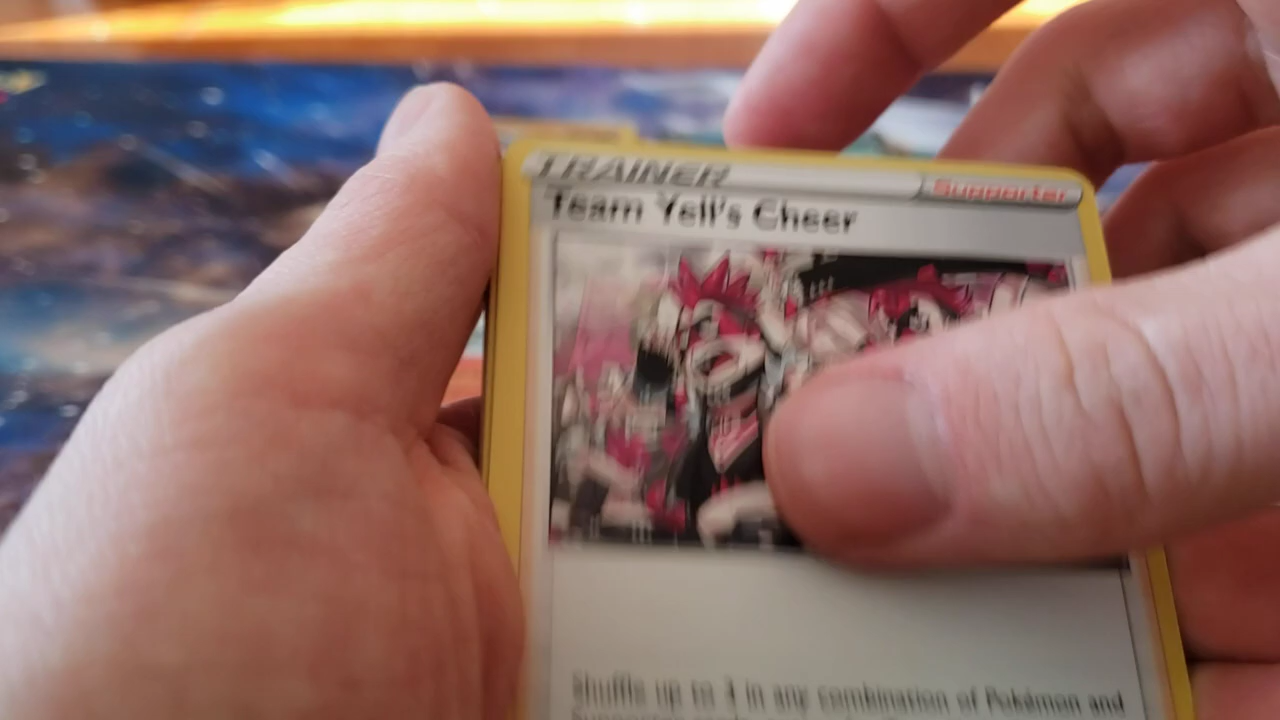 TRAINER
Supporter
Team Yell's Cheer
Shuffle up to 3 in any combination of Pokémon and